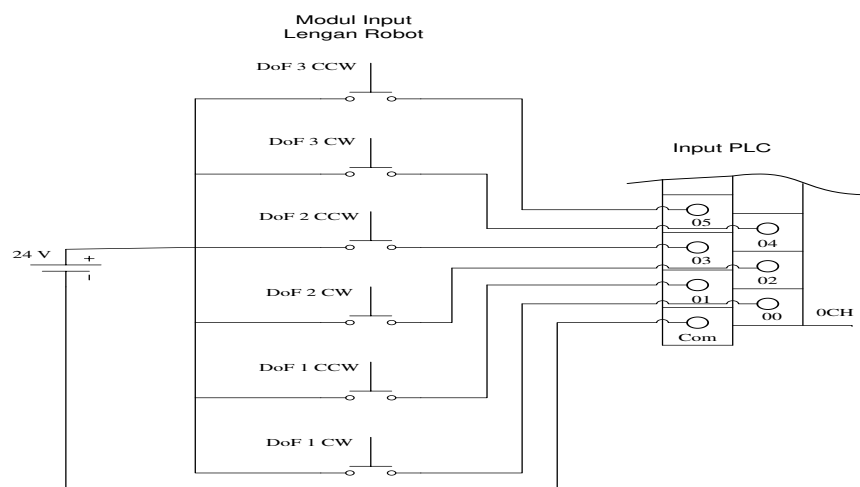 Modul Input
Lengan Robot
DoF 3 CCW
DoF 3 CW
Input PLC
DoF 2 CCW
05
04
24 V
+
03
−
02
DoF 2 CW
01
00
0CH
Com
DoF 1 CCW
DoF 1 CW